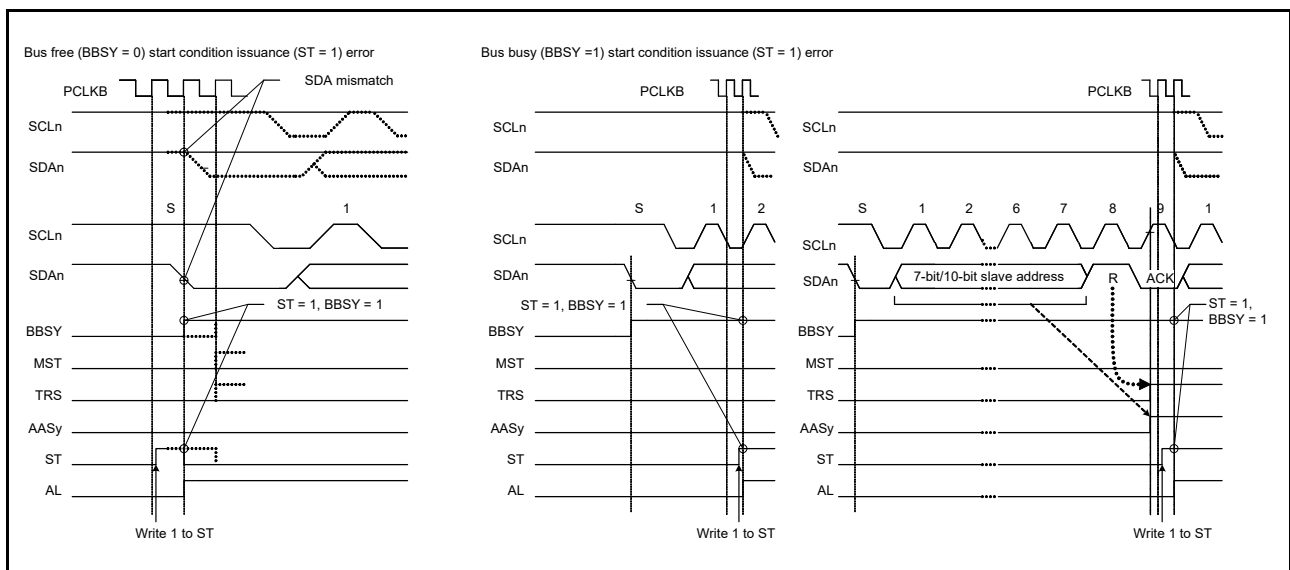 Bus free (BBSY = 0) start condition issuance (ST = 1) error
PCLKB
SDA mismatch
SCLn
SDAn
S 1
SCLn
SDAn
ST = 1, BBSY = 1
BBSY
MST
TRS
AASy
ST
AL
Write 1 to ST
Bus busy (BBSY =1) start condition issuance (ST = 1) error
PCLKB
SCLn
SDAn
S 1 2
SCLn
SDAn
ST = 1, BBSY = 1
BBSY
MST
TRS
AASy
ST
AL
Write 1 to ST
PCLKB
SCLn
SDAn
S 1 2 6 7 8 9 1
SCLn
SDAn
7-bit/10-bit slave address R ACK
ST = 1,
BBSY = 1
BBSY
MST
TRS
AASy
ST
AL
Write 1 to ST